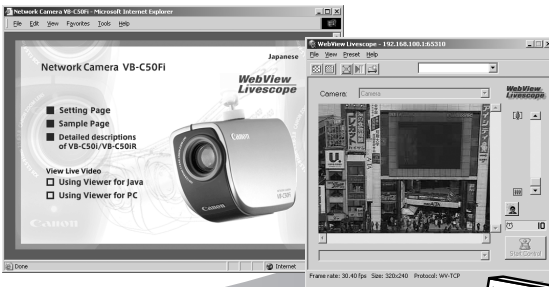 Network Camera VB-C50Fi - Microsoft Internet Explorer
File Edit View Favorites Tools Help
Japanese
Network Camera VB-C50Fi
WebView
Livescope
Setting Page
Sample Page
Detailed descriptions
of VB-C50i/VB-C50iR
View Live Video
Using Viewer for Java
Using Viewer for PC
Canon
Canon
VB-C50Fi
Done
Internet
WebView Livescope - 192.168.100.1:65310
File View Preset Help
Camera: Camera
WebView
Livescope
U.
10
Start Control
Frame rate: 30.40 fps Size: 320x240 Protocol: WV-TCP